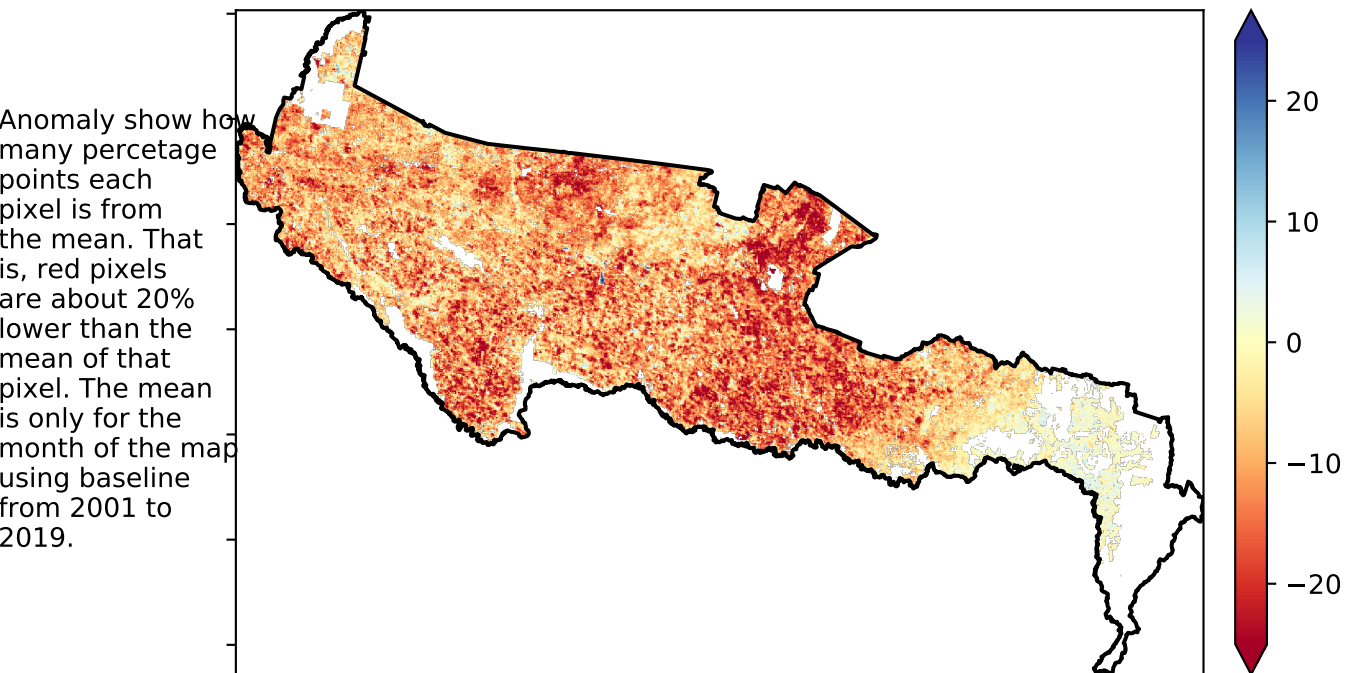 Anomaly show how
many percetage
points each
pixel is from
the mean. That
is, red pixels
are about 20%
lower than the
mean of that
pixel. The mean
is only for the
month of the map
using baseline
from 2001 to
2019.
20
10
0
−10
−20